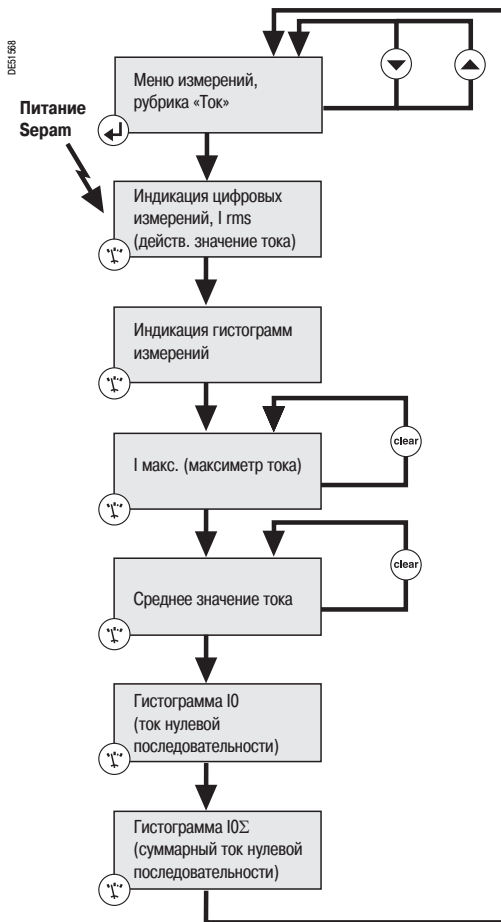 DE51568
Питание
Sepam
Меню измерений,
рубрика «Ток»
Индикация цифровых
измерений, I rms
(действ. значение тока)
Индикация гистограмм
измерений
I макс. (максиметр тока)
clear
Среднее значение тока
clear
Гистограмма I0
(ток нулевой
последовательности)
Гистограмма I0Σ
(суммарный ток нулевой
последовательности)